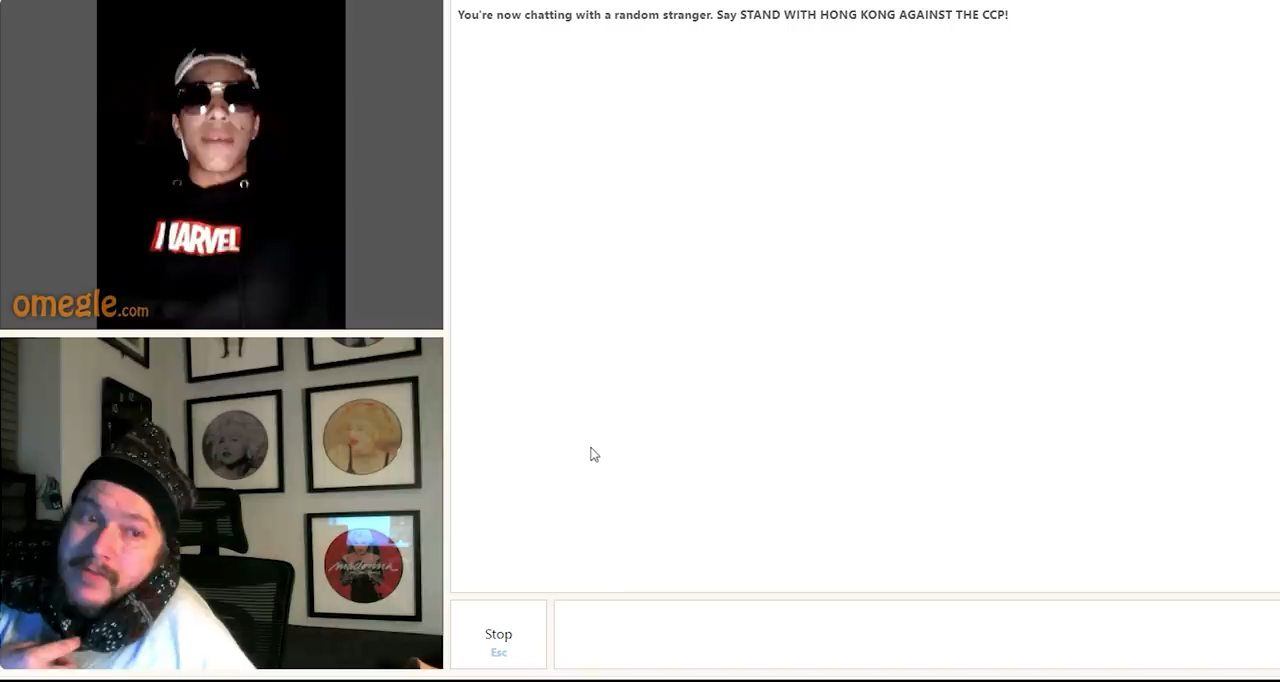 You're now chatting with a random stranger. Say STAND WITH HONG KONG AGAINST THE CCP!
MARVEL
omegle.com
madonna
Stop
Esc